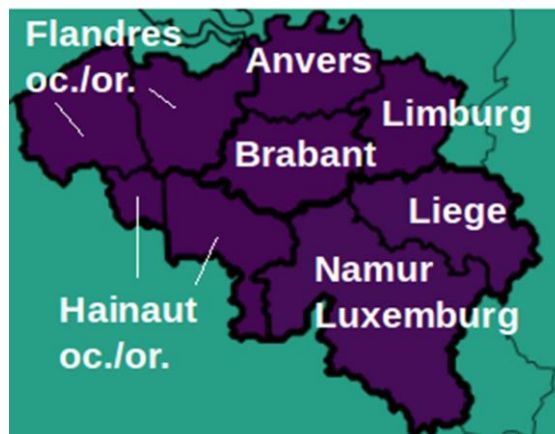 Flandres
oc./or.
Anvers
Limburg
Brabant
Liege
Namur
Luxemburg
Hainaut
oc./or.